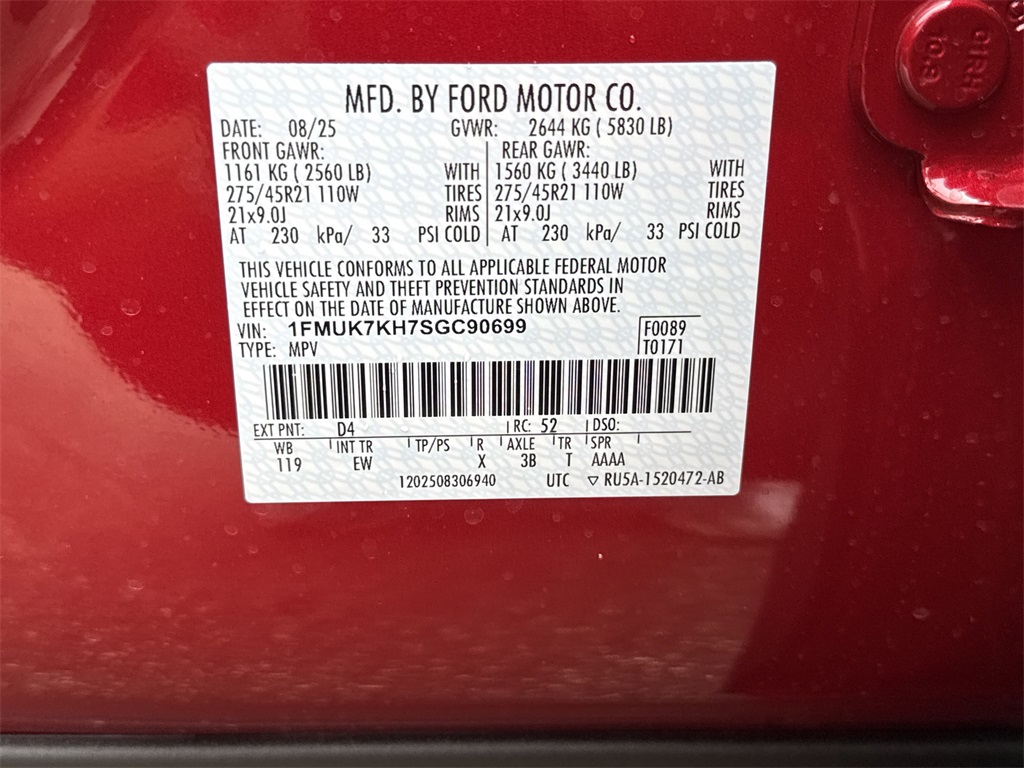 MFD. BY FORD MOTOR CO.
DATE: 08/25 GVWR: 2644 KG ( 5830 LB)
FRONT GAWR: REAR GAWR:
1161 KG ( 2560 LB) WITH 1560 KG ( 3440 LB) WITH
275/45R21 110W TIRES 275/45R21 110W TIRES
21x9.0J RIMS 21x9.0J RIMS
AT 230 kPa/ 33 PSI COLD AT 230 kPa/ 33 PSI COLD
THIS VEHICLE CONFORMS TO ALL APPLICABLE FEDERAL MOTOR
VEHICLE SAFETY AND THEFT PREVENTION STANDARDS IN
EFFECT ON THE DATE OF MANUFACTURE SHOWN ABOVE.
VIN: 1FMUK7KH7SGC90699 F0089
TYPE: MPV T0171
EXT PNT: D4 RC: 52 DSO:
WB INT TR TP/PS R AXLE TR SPR
119 EW X 3B T AAAA
1202508306940 UTC ▽ RU5A-1520472-AB